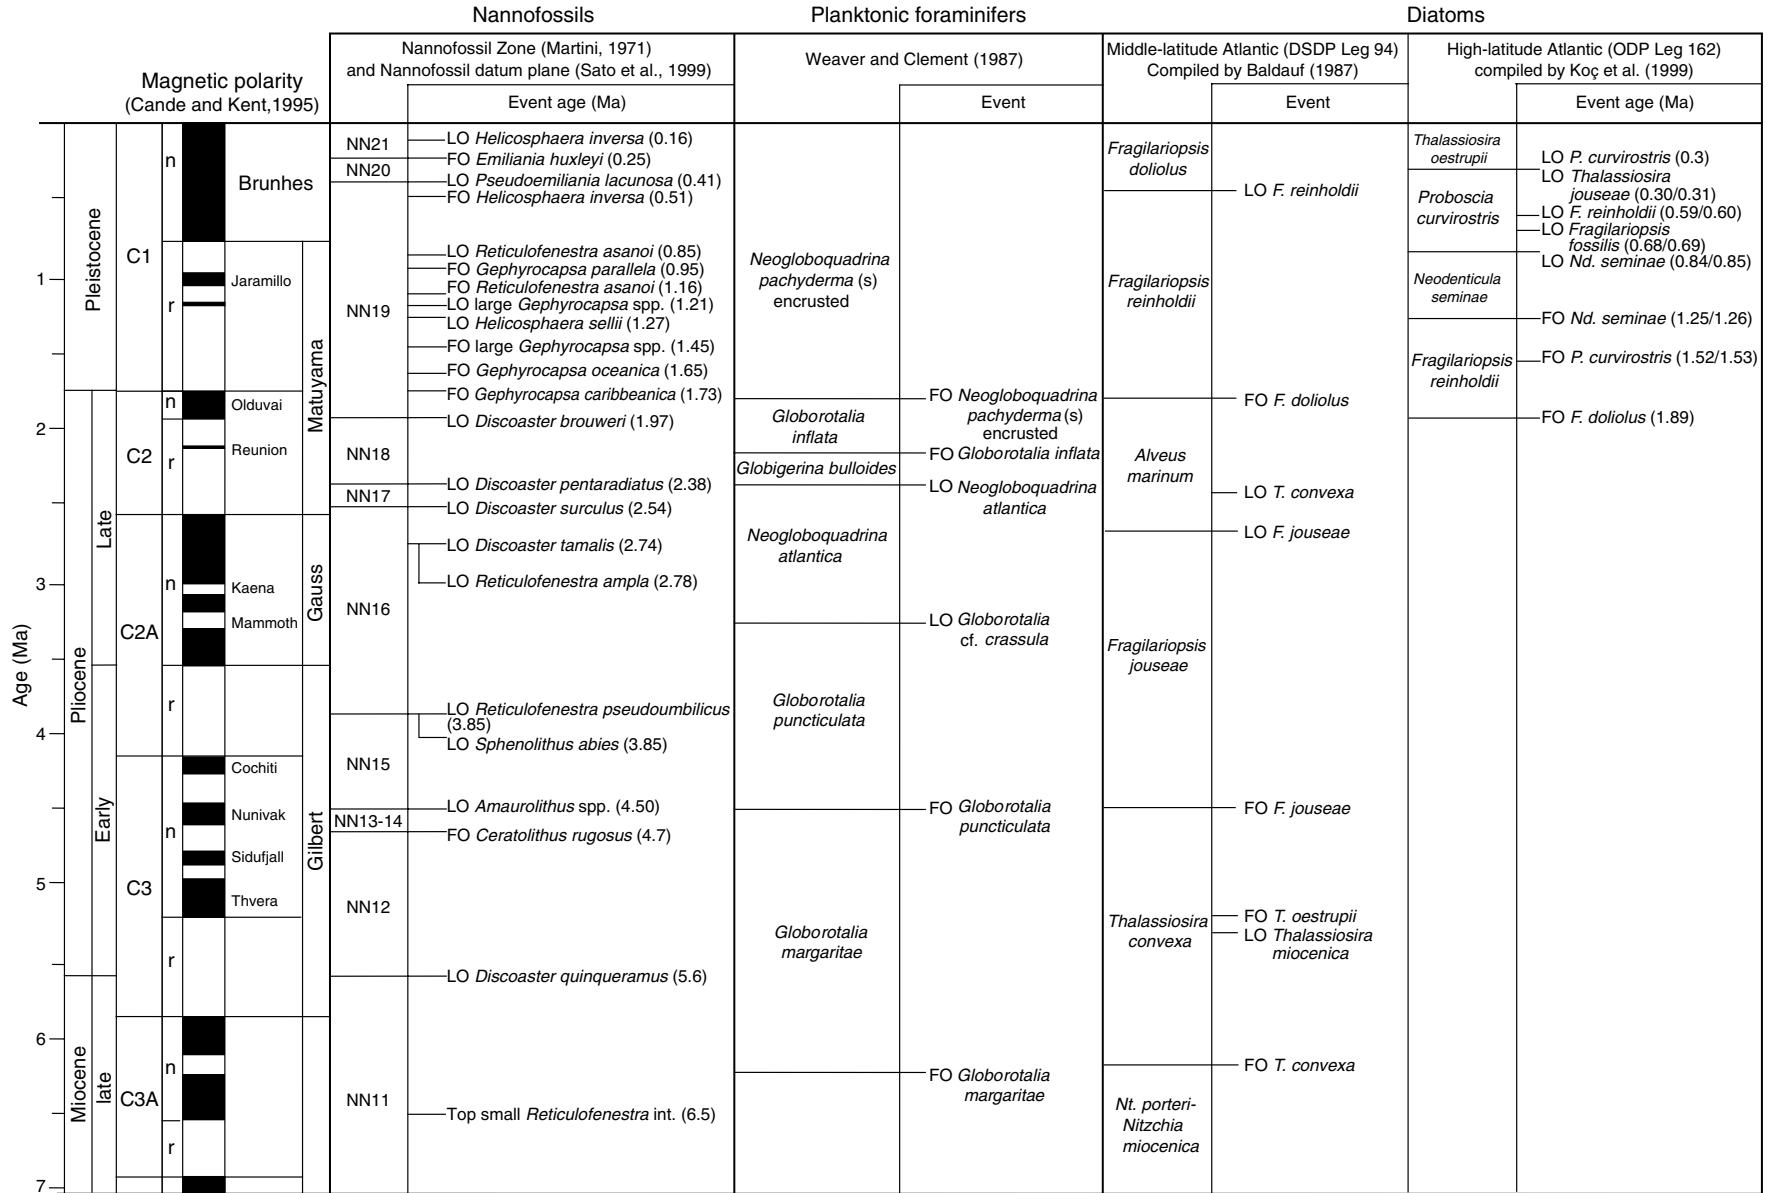 Nannofossils
Planktonic foraminifers
Diatoms
Magnetic polarity
(Cande and Kent,1995)
Nannofossil Zone (Martini, 1971)
and Nannofossil datum plane (Sato et al., 1999)
Event age (Ma)
Weaver and Clement (1987)
Event
Middle-latitude Atlantic (DSDP Leg 94)
Compiled by Baldauf (1987)
Event
High-latitude Atlantic (ODP Leg 162)
compiled by Koç et al. (1999)
Event age (Ma)
Age (Ma)
1
2
3
4
5
6
7
Pleistocene
Pliocene
Late
Early
Miocene
late
C1
C2
C2A
C3
C3A
n
r
n
r
n
r
n
r
n
r
Brunhes
Jaramillo
Olduvai
Reunion
Kaena
Mammoth
Cochiti
Nunivak
Sidufjall
Thvera
Matuyama
Gauss
Gilbert
NN21
NN20
NN19
NN18
NN17
NN16
NN15
NN13-14
NN12
NN11
LO Helicosphaera inversa (0.16)
FO Emiliania huxleyi (0.25)
LO Pseudoemiliania lacunosa (0.41)
FO Helicosphaera inversa (0.51)
LO Reticulofenestra asanoi (0.85)
FO Gephyrocapsa parallela (0.95)
FO Reticulofenestra asanoi (1.16)
LO large Gephyrocapsa spp. (1.21)
LO Helicosphaera sellii (1.27)
FO large Gephyrocapsa spp. (1.45)
FO Gephyrocapsa oceanica (1.65)
FO Gephyrocapsa caribbeanica (1.73)
LO Discoaster brouweri (1.97)
LO Discoaster pentaradiatus (2.38)
LO Discoaster surculus (2.54)
LO Discoaster tamalis (2.74)
LO Reticulofenestra ampla (2.78)
LO Reticulofenestra pseudoumbilicus
(3.85)
LO Sphenolithus abies (3.85)
LO Amaurolithus spp. (4.50)
FO Ceratolithus rugosus (4.7)
LO Discoaster quinqueramus (5.6)
Top small Reticulofenestra int. (6.5)
Neogloboquadrina
pachyderma (s)
encrusted
Globorotalia
inflata
Globigerina bulloides
Neogloboquadrina
atlantica
Globorotalia
puncticulata
Globorotalia
margaritae
FO Neogloboquadrina
pachyderma (s)
encrusted
FO Globorotalia inflata
LO Neogloboquadrina
atlantica
LO Globorotalia
cf. crassula
FO Globorotalia
puncticulata
FO Globorotalia
margaritae
Fragilariopsis
doliolus
Fragilariopsis
reinholdii
Alveus
marinum
Fragilariopsis
jouseae
Thalassiosira
convexa
Nt. porteri-
Nitzchia
miocenica
LO F. reinholdii
FO F. doliolus
LO T. convexa
LO F. jouseae
FO F. jouseae
FO T. oestrupii
LO Thalassiosira
miocenica
FO T. convexa
Thalassiosira
oestrupii
Proboscia
curvirostris
Neodenticula
seminae
Fragilariopsis
reinholdii
LO P. curvirostris (0.3)
LO Thalassiosira
jouseae (0.30/0.31)
LO F. reinholdii (0.59/0.60)
LO Fragilariopsis
fossilis (0.68/0.69)
LO Nd. seminae (0.84/0.85)
FO Nd. seminae (1.25/1.26)
FO P. curvirostris (1.52/1.53)
FO F. doliolus (1.89)